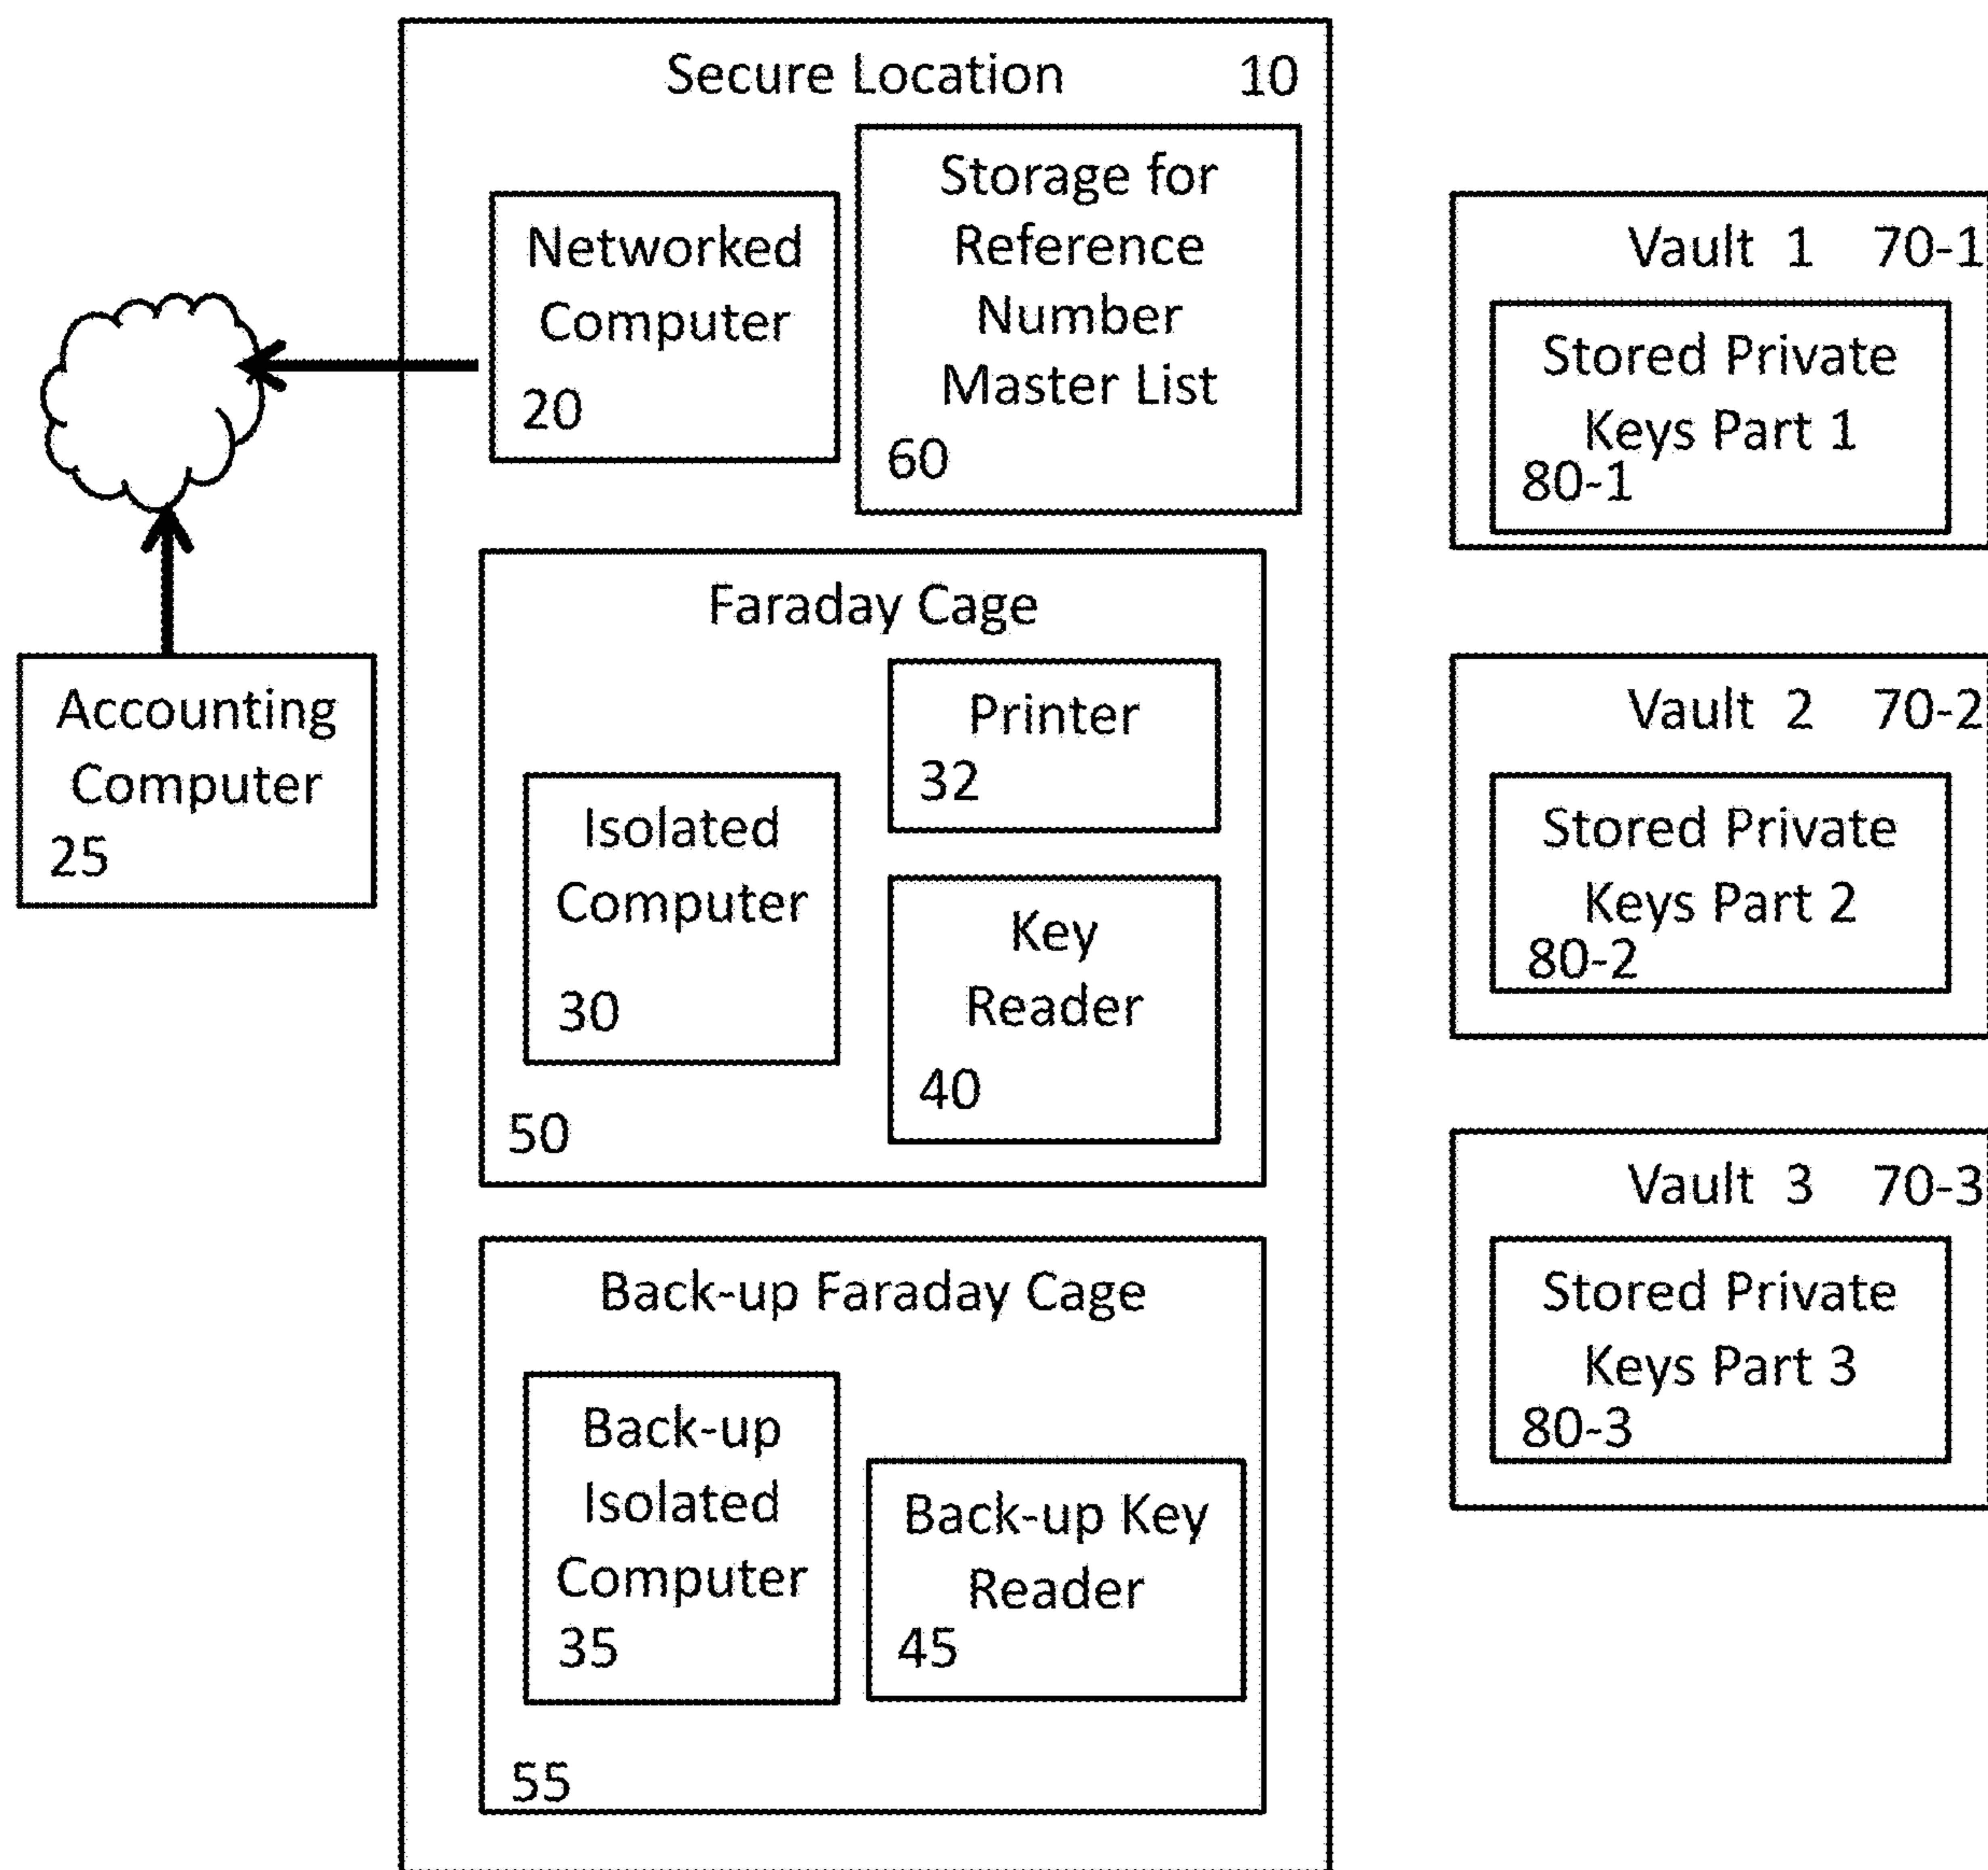 Secure Location 10
Networked
Computer
20
Storage for
Reference
Number
Master List
60
Accounting
Computer
25
Faraday Cage
Isolated
Computer
30
Printer
32
Key
Reader
40
50
Back-up Faraday Cage
Back-up
Isolated
Computer
35
Back-up Key
Reader
45
55
Vault 1 70-1
Stored Private
Keys Part 1
80-1
Vault 2 70-2
Stored Private
Keys Part 2
80-2
Vault 3 70-3
Stored Private
Keys Part 3
80-3